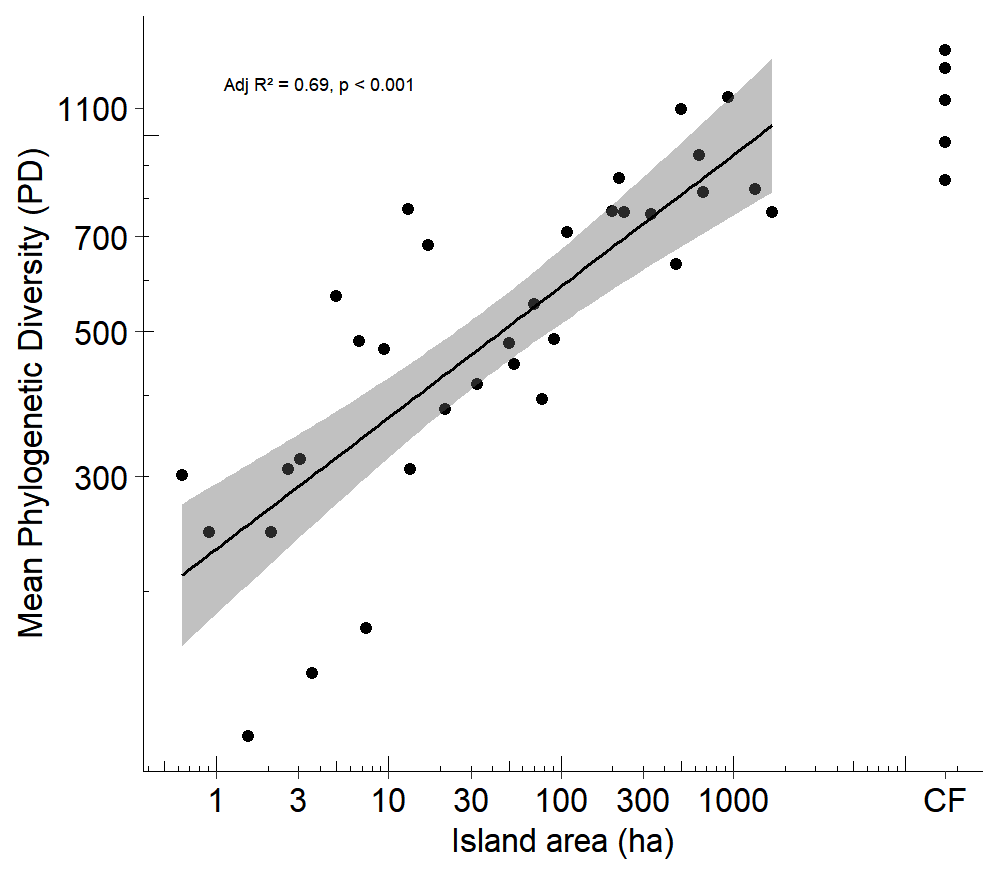 Adj R² = 0.69, p < 0.001
Mean Phylogenetic Diversity (PD)
1100
700
500
300
1 3 10 30 100 300 1000 CF
Island area (ha)